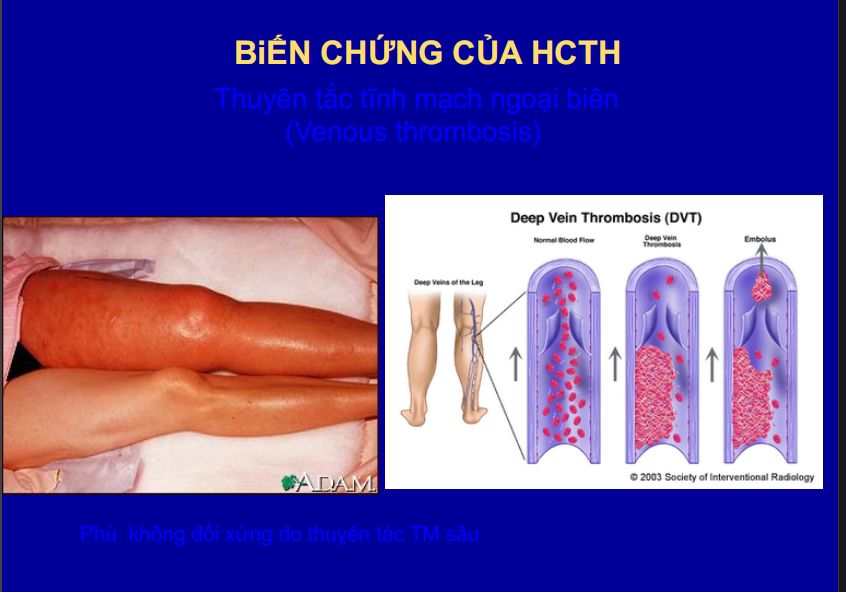 BiẾN CHỨNG CỦA HCTH
Thuyên tắc tĩnh mạch ngoại biên
(Venous thrombosis)
Deep Vein Thrombosis (DVT)
Normal Blood Flow
Deep Vein
Thrombosis
Embolus
Deep Veins of the Leg
© 2003 Society of Interventional Radiology
ADAM.
Phù không đối xứng do thuyên tắc TM sâu